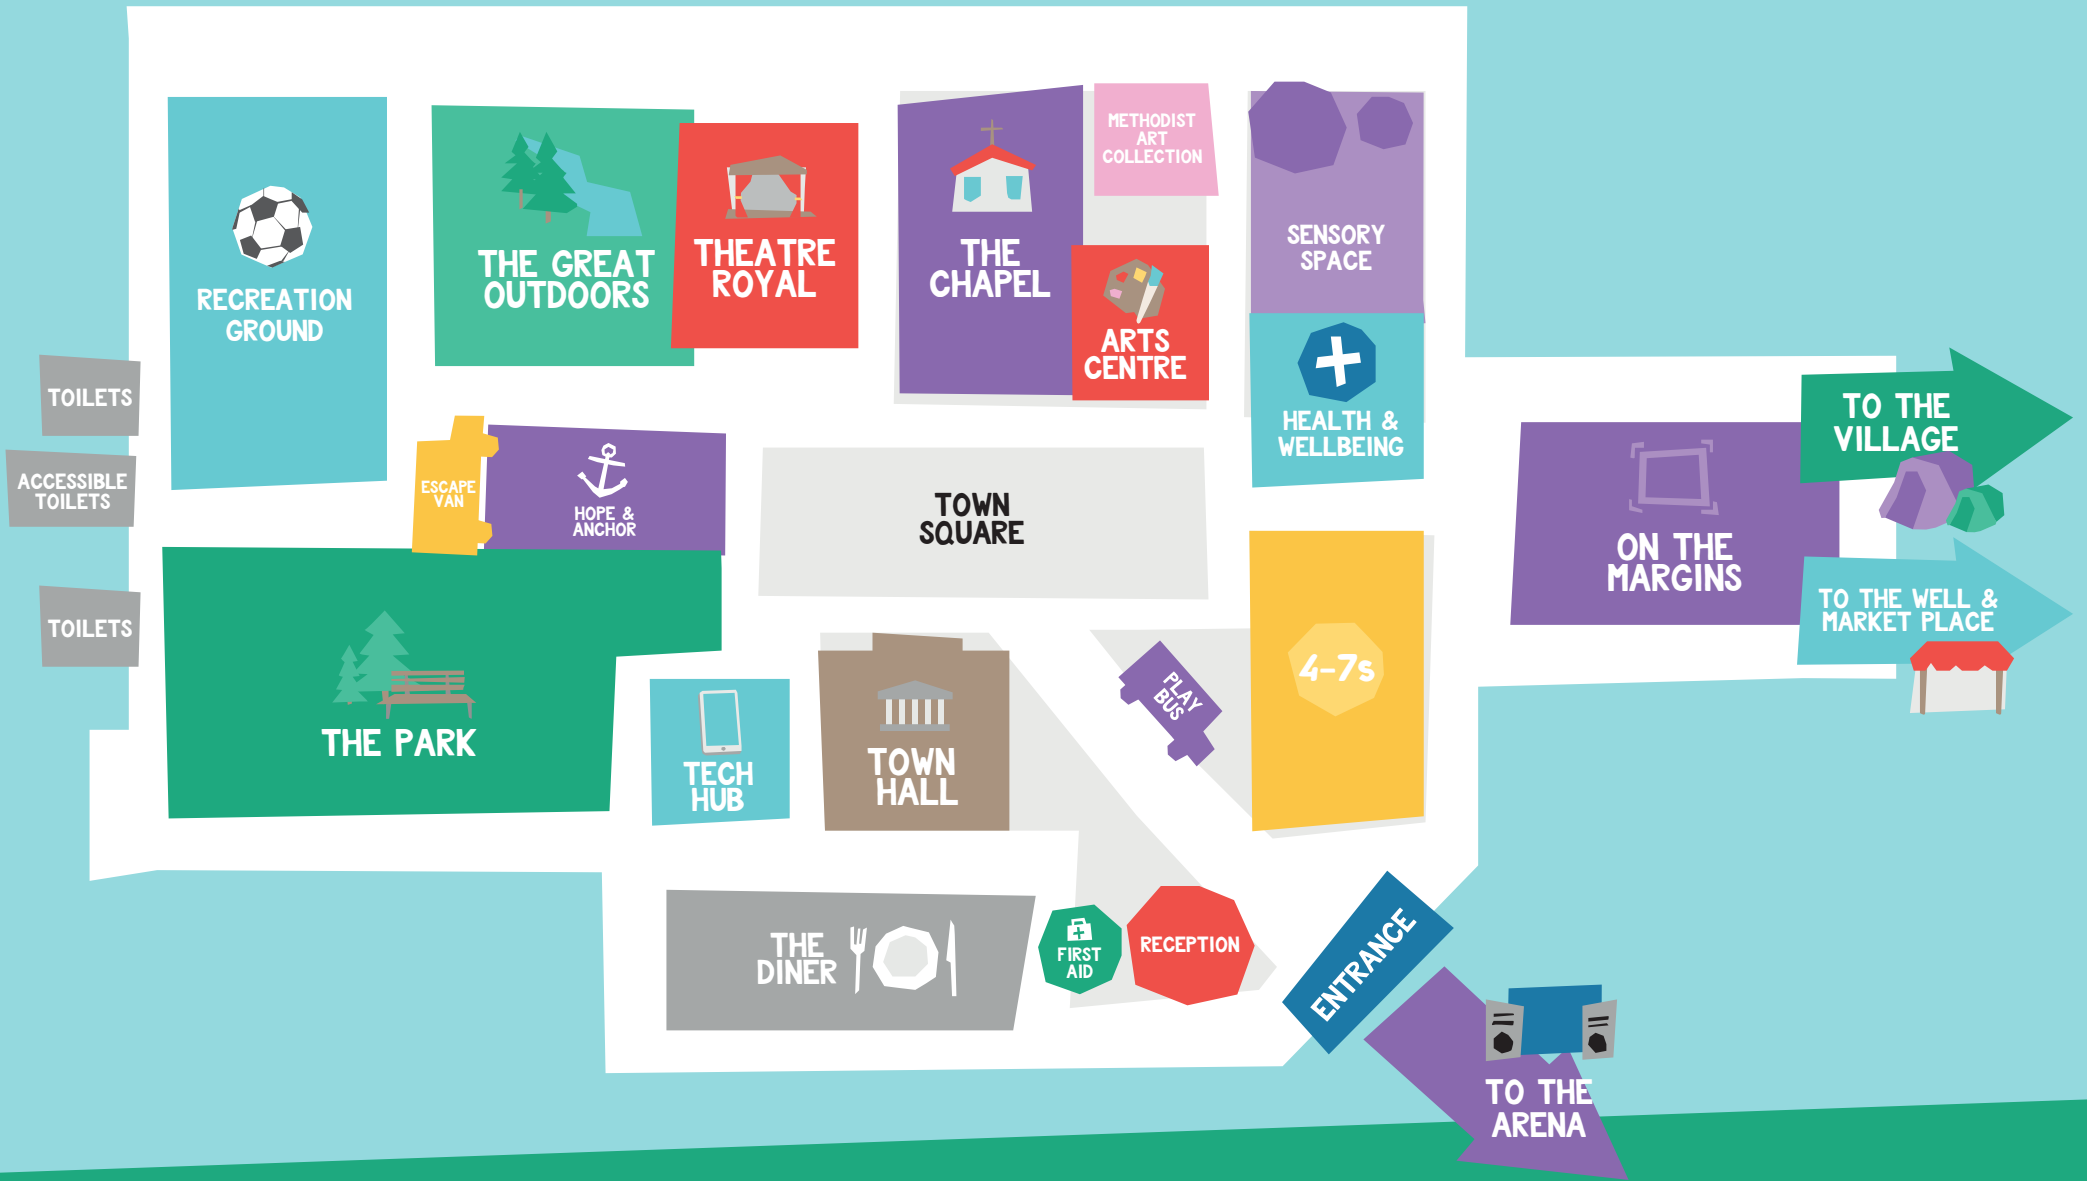 METHODIST
ART
COLLECTION
SENSORY
SPACE
THE GREAT
OUTDOORS
THEATRE
ROYAL
THE
CHAPEL
RECREATION
GROUND
ARTS
CENTRE
TOILETS
HEALTH &
WELLBEING
TO THE
VILLAGE
ACCESSIBLE
TOILETS
ESCAPE
VAN
HOPE &
ANCHOR
TOWN
SQUARE
ON THE
MARGINS
TO THE WELL &
MARKET PLACE
TOILETS
4-7s
PLAY
BUS
THE PARK
TECH
HUB
TOWN
HALL
THE
DINER
FIRST
AID
RECEPTION
ENTRANCE
TO THE
ARENA